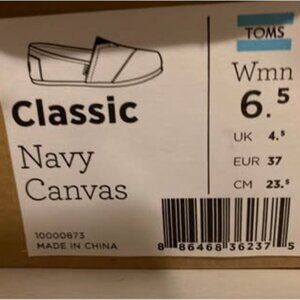 TOMS
Classic
Navy
Canvas
10000873
MADE IN CHINA
Wmn
6.5
UK 4.5
EUR 37
CM 23.5
8 86468 36237 5